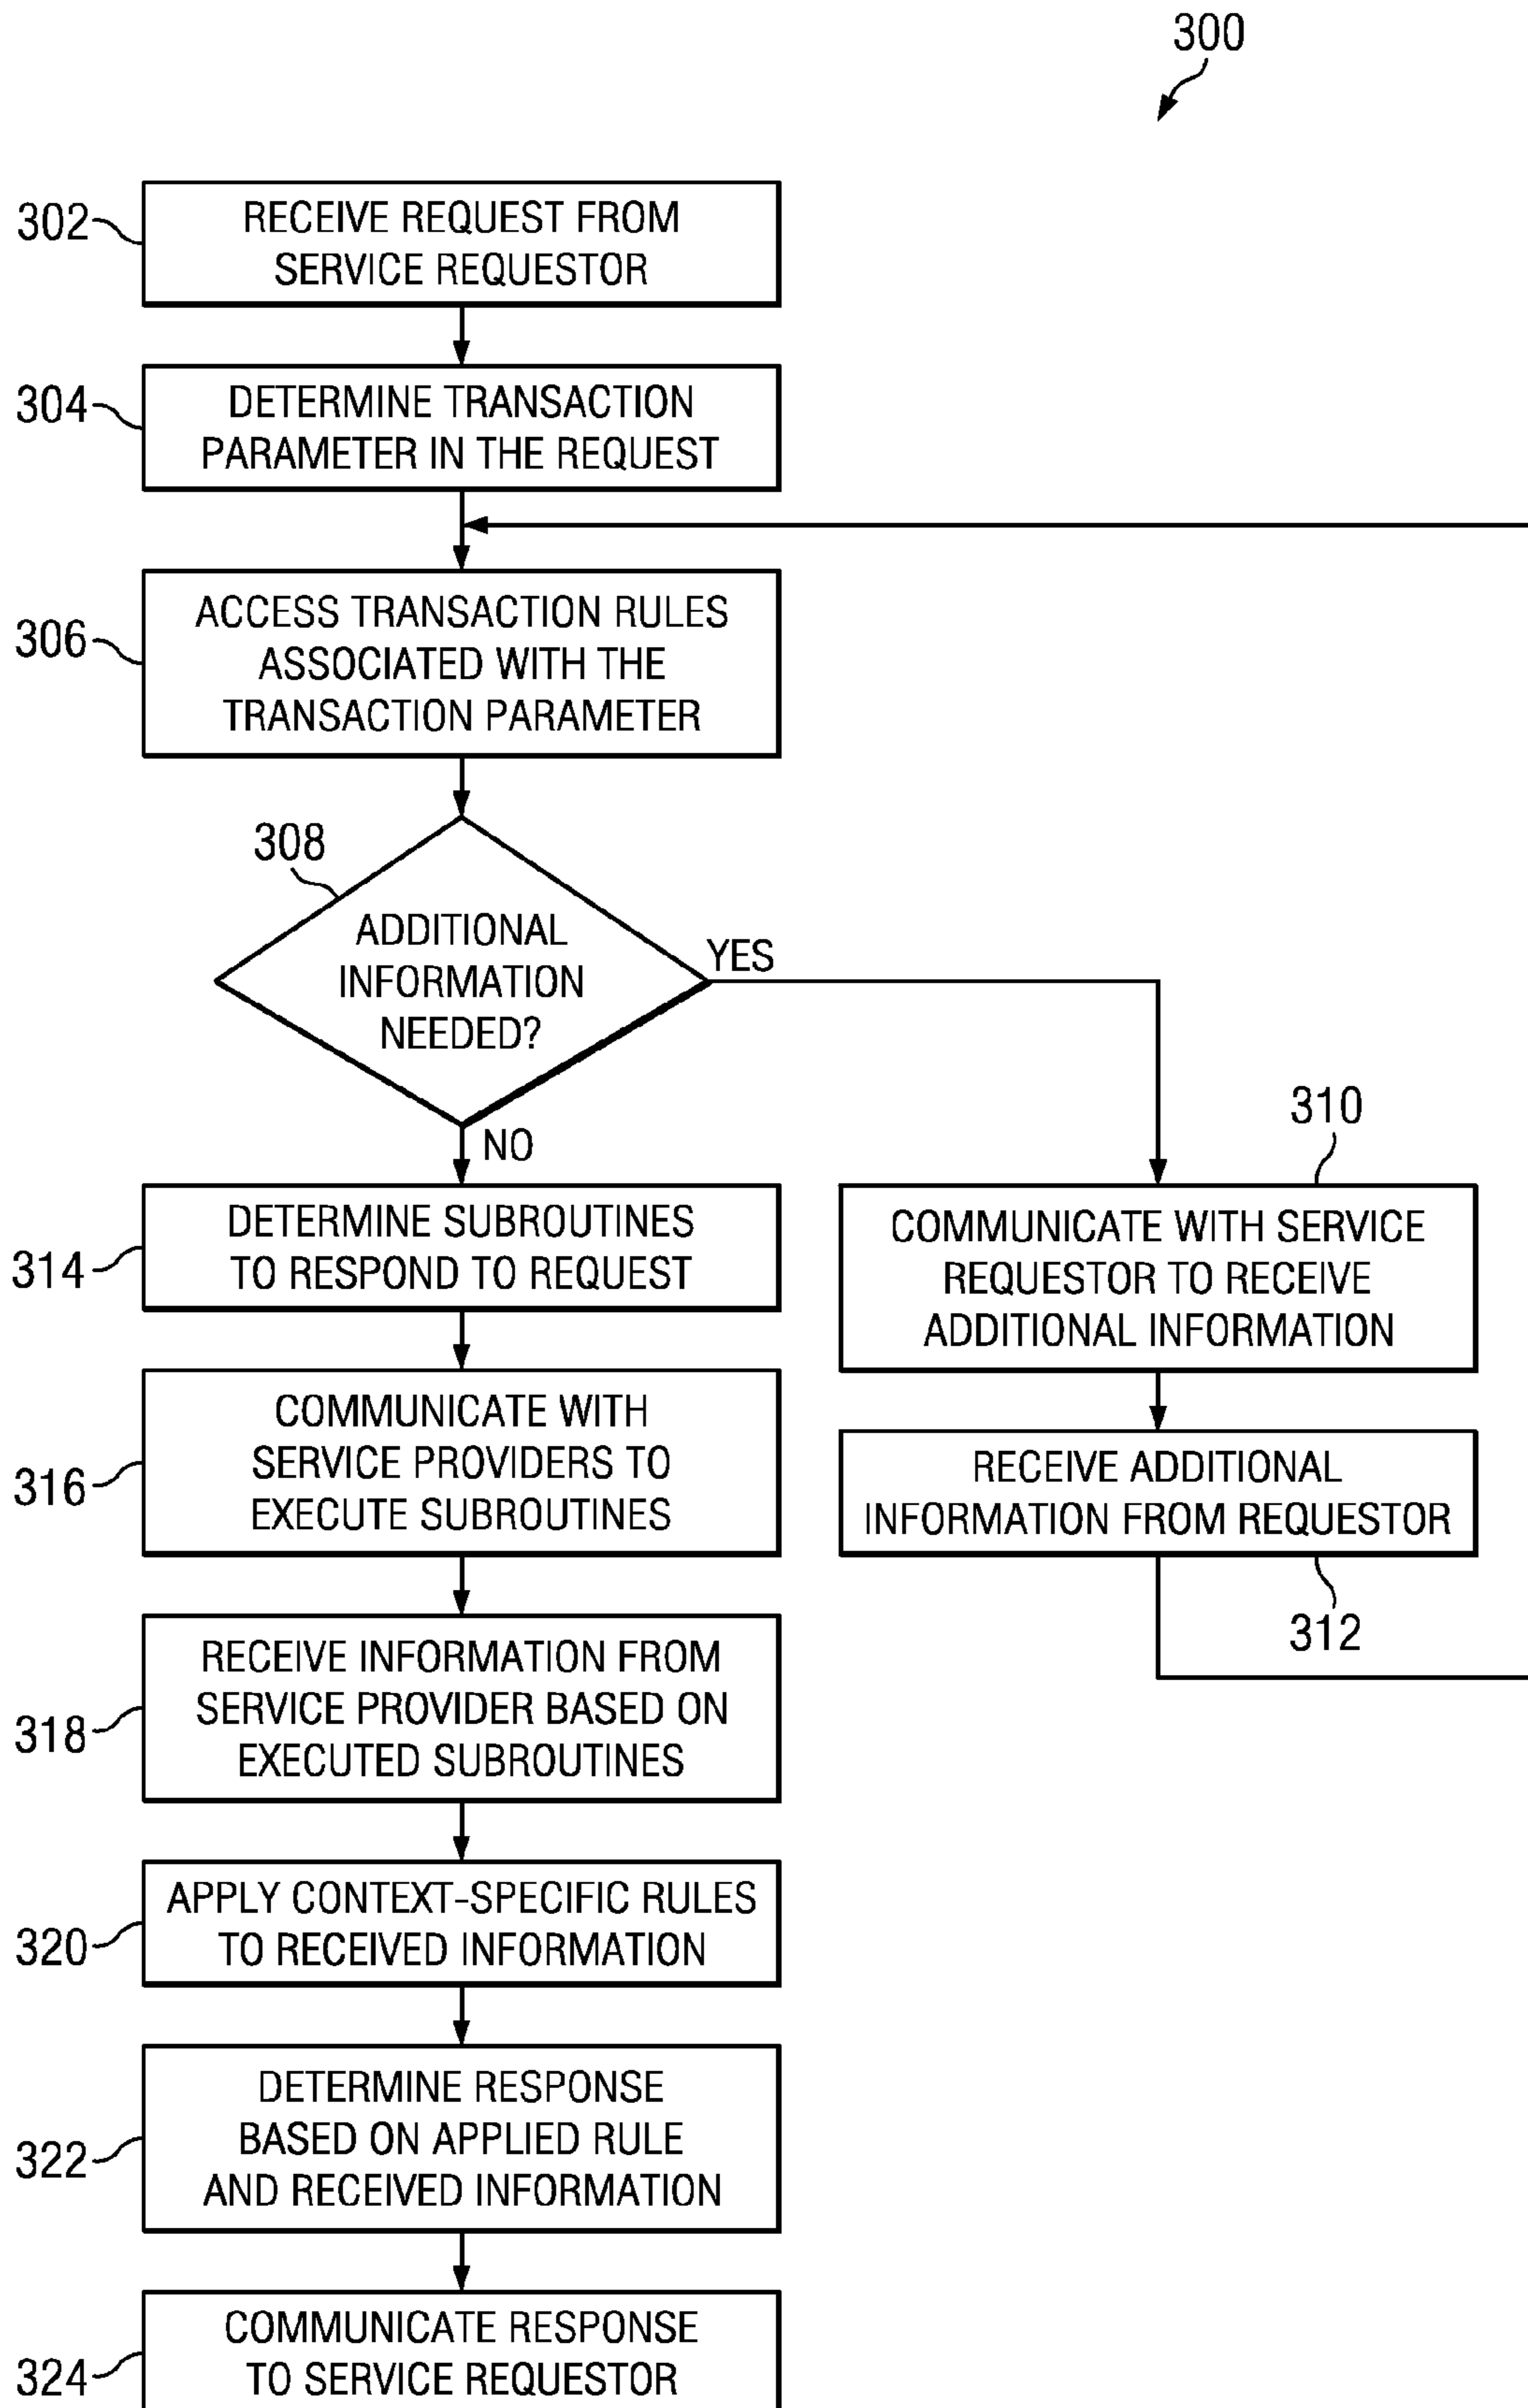 300
302
RECEIVE REQUEST FROM
SERVICE REQUESTOR
304
DETERMINE TRANSACTION
PARAMETER IN THE REQUEST
306
ACCESS TRANSACTION RULES
ASSOCIATED WITH THE
TRANSACTION PARAMETER
308
ADDITIONAL
INFORMATION
NEEDED?
YES
NO
310
COMMUNICATE WITH SERVICE
REQUESTOR TO RECEIVE
ADDITIONAL INFORMATION
RECEIVE ADDITIONAL
INFORMATION FROM REQUESTOR
312
314
DETERMINE SUBROUTINES
TO RESPOND TO REQUEST
316
COMMUNICATE WITH
SERVICE PROVIDERS TO
EXECUTE SUBROUTINES
318
RECEIVE INFORMATION FROM
SERVICE PROVIDER BASED ON
EXECUTED SUBROUTINES
320
APPLY CONTEXT-SPECIFIC RULES
TO RECEIVED INFORMATION
322
DETERMINE RESPONSE
BASED ON APPLIED RULE
AND RECEIVED INFORMATION
324
COMMUNICATE RESPONSE
TO SERVICE REQUESTOR